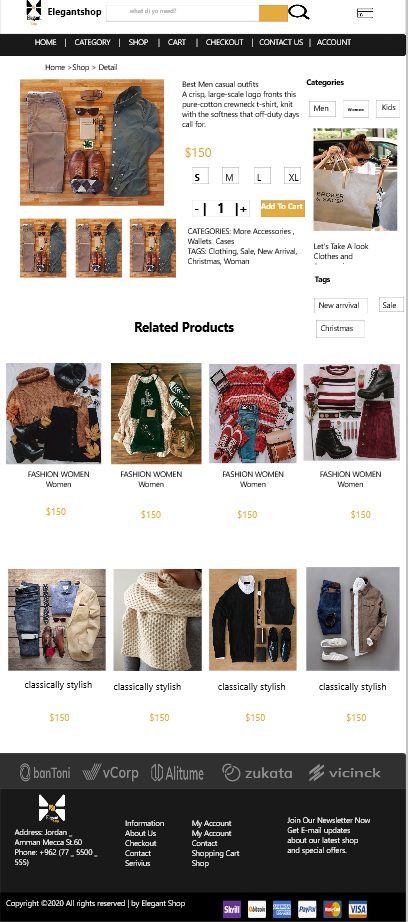 Elegantshop
what di yo need?
HOME | CATEGORY | SHOP | CART | CHECKOUT | CONTACT US | ACCOUNT
Home >Shop > Detail
Best Men casual outfits
A crisp, large-scale logo fronts this
pure-cotton crewneck t-shirt, knit
with the softness that off-duty days
call for.
$150
S M L XL
- | 1 |+
Add To Cart
CATEGORIES: More Accessories ,
Wallets Cases
TAGS: Clothing, Sale, New Arrival,
Christmas, Woman
Categories
Men Women Kids
BROKER
Let's Take A look
Clothes and
Tags
New arrvival Sale
Christmas
Related Products
FASHION WOMEN
Women
$150
FASHION WOMEN
Women
$150
FASHION WOMEN
Women
$150
FASHION WOMEN
Women
$150
classically stylish
$150
classically stylish
$150
classically stylish
$150
classically stylish
$150
banToni vCorp Alitume zukata vicinck
Address: Jordan _
Amman Mecca St.60
Phone: +962 (77 _ 5500 _
555)
Information
About Us
Checkout
Contact
Serivius
My Account
My Account
Contact
Shopping Cart
Shop
Join Our Newsletter Now
Get E-mail updates
about our latest shop
and special offers.
Copyright ©2020 All rights reserved | by Elegant Shop
Skrill bitcoin PayPal VISA